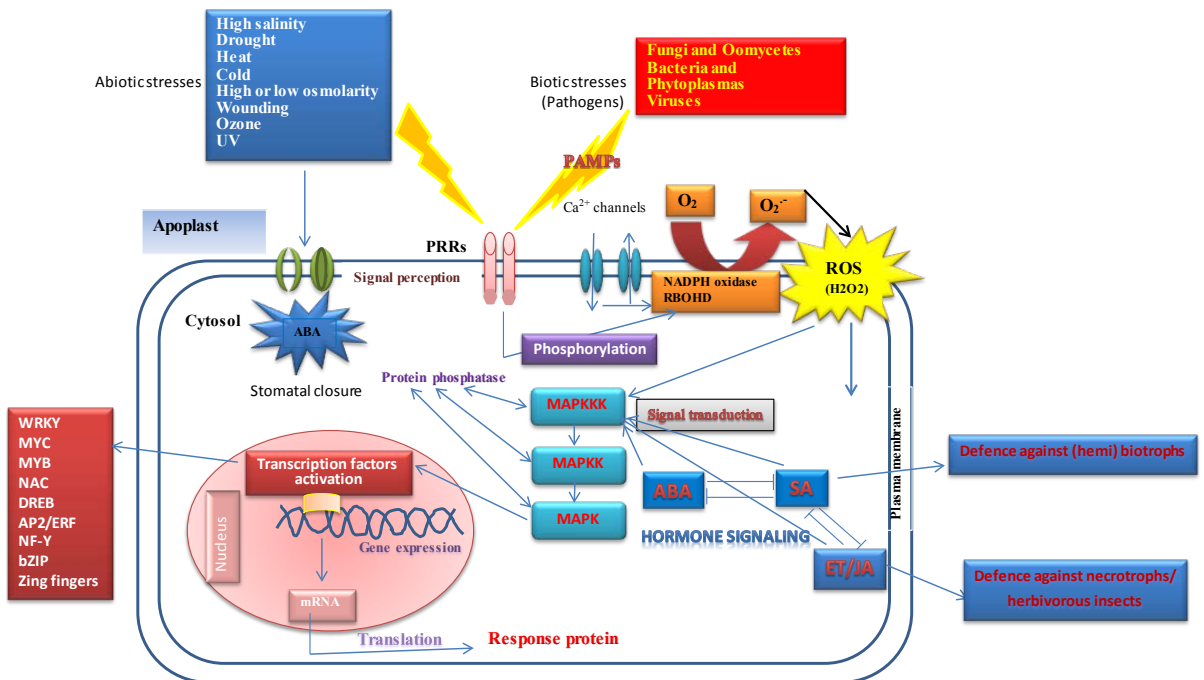 High salinity
Drought
Heat
Cold
High or low osmolarity
Wounding
Ozone
UV
Abiotic stresses
Biotic stresses
(Pathogens)
Fungi and Oomycetes
Bacteria and
Phytoplasmas
Viruses
PAMPs
Ca²⁺ channels
O₂
O₂·⁻
Apoplast
PRRs
Signal perception
NADPH oxidase
RBOHD
ROS
(H2O2)
Cytosol
ABA
Stomatal closure
Phosphorylation
Protein phosphatase
MAPKKK
Signal transduction
MAPKK
MAPK
WRKY
MYC
MYB
NAC
DREB
AP2/ERF
NF-Y
bZIP
Zing fingers
Transcription factors
activation
Nucleus
Gene expression
mRNA
Translation
Response protein
ABA
SA
HORMONE SIGNALING
ET/JA
Plasma membrane
Defence against (hemi) biotrophs
Defence against necrotrophs/
herbivorous insects